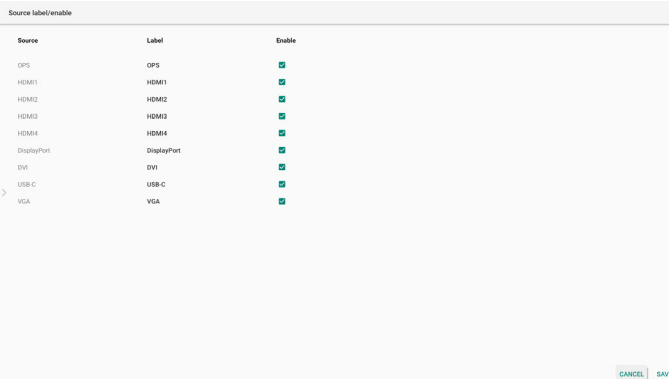 Source label/enable
Source Label Enable
OPS OPS
HDMI1 HDMI1
HDMI2 HDMI2
HDMI3 HDMI3
HDMI4 HDMI4
DisplayPort DisplayPort
DVI DVI
USB-C USB-C
VGA VGA
CANCEL SAV